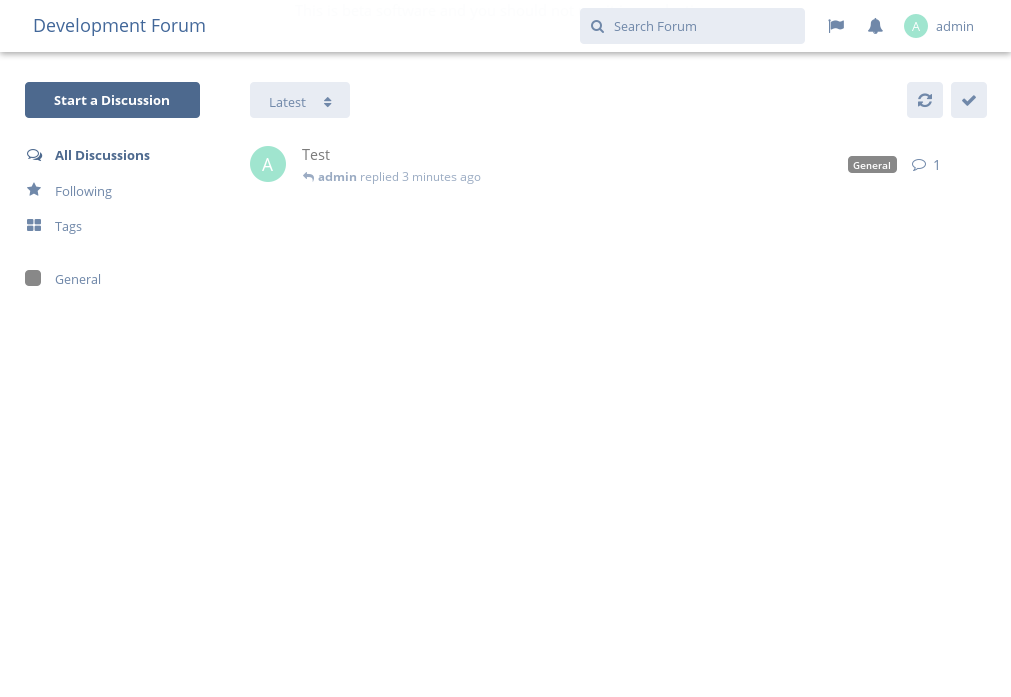 Development Forum
Search Forum
A
admin
Start a Discussion
Latest
All Discussions
Following
Tags
General
A
Test
admin replied 3 minutes ago
General
1